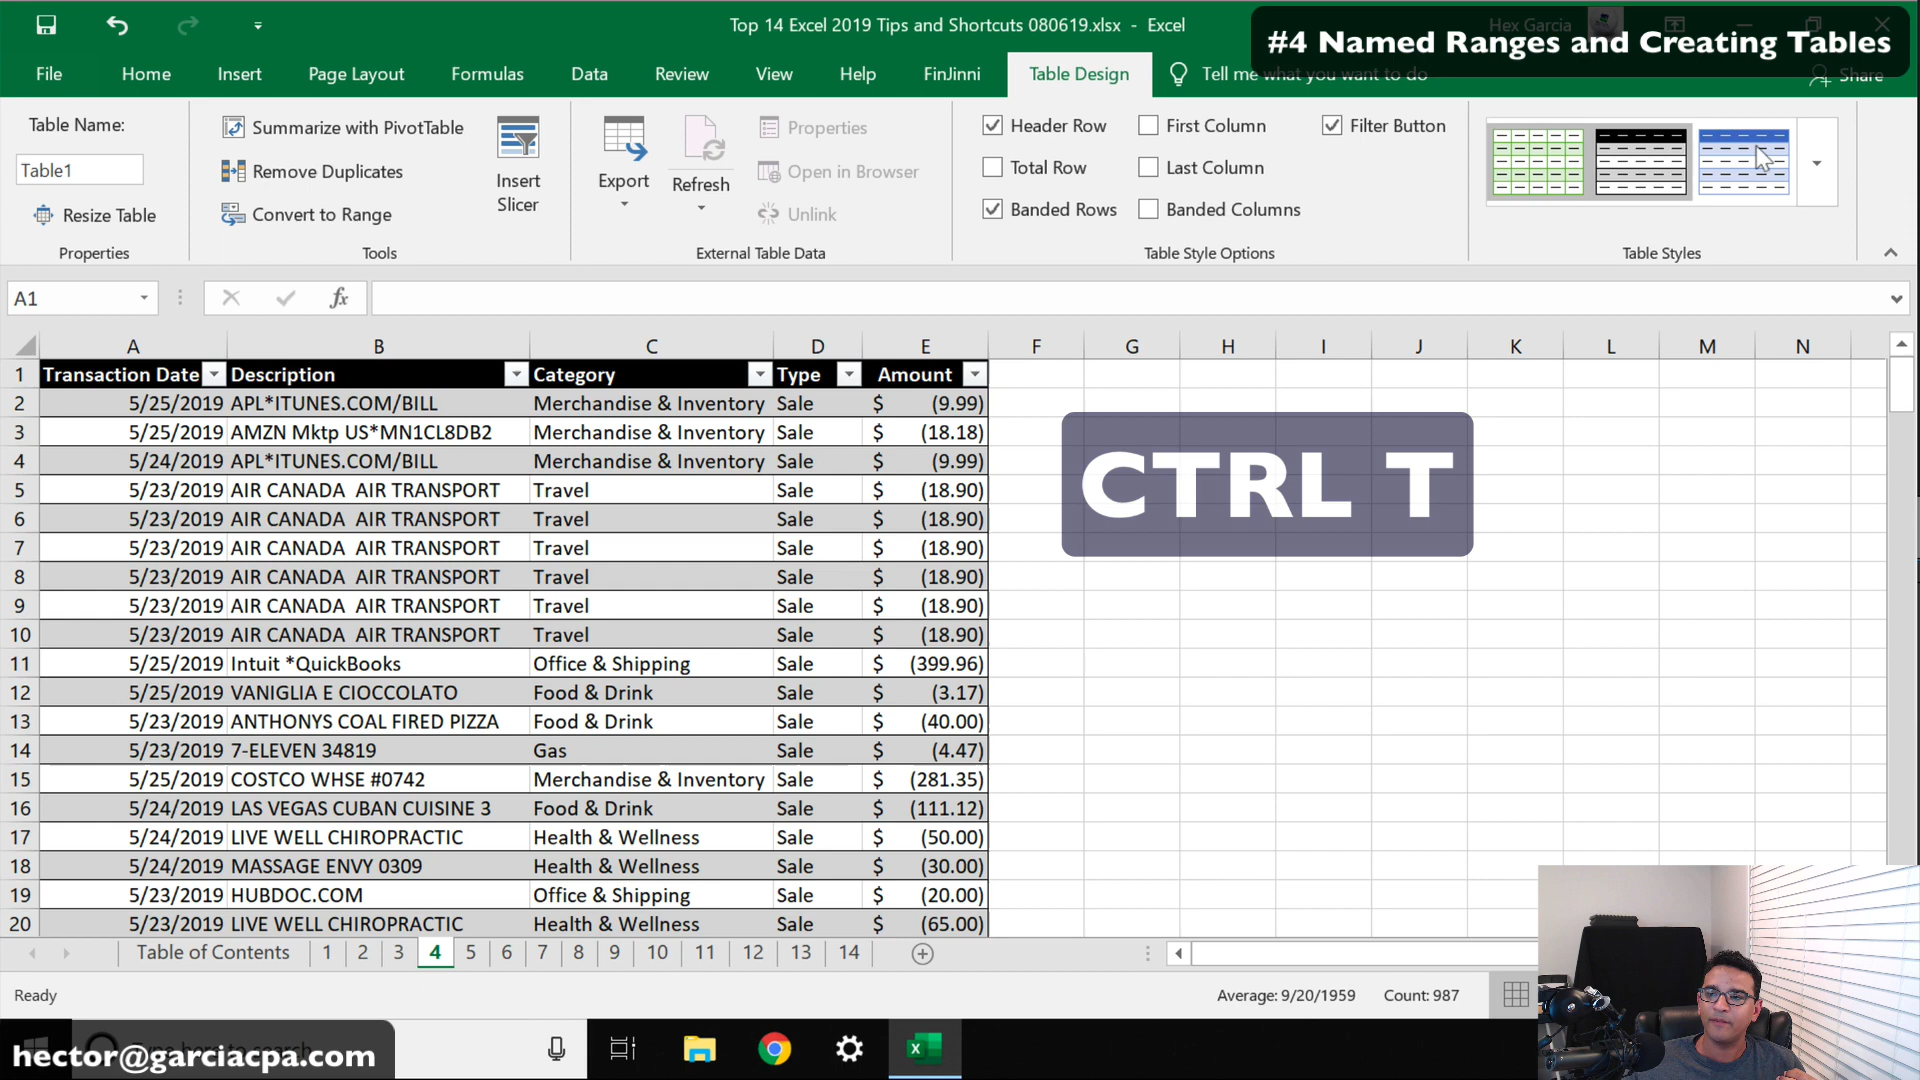 Top 14 Excel 2019 Tips and Shortcuts 080619.xlsx - Excel
Hex Garcia
#4 Named Ranges and Creating Tables
File Home Insert Page Layout Formulas Data Review View Help FinJinni Table Design Tell me what you want to do Share
Table Name:
Table1
Resize Table
Properties
Summarize with PivotTable
Remove Duplicates
Convert to Range
Tools
Insert
Slicer
Export
Refresh
Properties
Open in Browser
Unlink
External Table Data
Header Row
Total Row
Banded Rows
First Column
Last Column
Banded Columns
Filter Button
Table Style Options
Table Styles
A1
fx
A B C D E F G H I J K L M N
1 Transaction Date Description Category Type Amount
2 5/25/2019 APL*ITUNES.COM/BILL Merchandise & Inventory Sale $ (9.99)
3 5/25/2019 AMZN Mktp US*MN1CL8DB2 Merchandise & Inventory Sale $ (18.18)
4 5/24/2019 APL*ITUNES.COM/BILL Merchandise & Inventory Sale $ (9.99)
5 5/23/2019 AIR CANADA  AIR TRANSPORT Travel Sale $ (18.90)
6 5/23/2019 AIR CANADA  AIR TRANSPORT Travel Sale $ (18.90)
7 5/23/2019 AIR CANADA  AIR TRANSPORT Travel Sale $ (18.90)
8 5/23/2019 AIR CANADA  AIR TRANSPORT Travel Sale $ (18.90)
9 5/23/2019 AIR CANADA  AIR TRANSPORT Travel Sale $ (18.90)
10 5/23/2019 AIR CANADA  AIR TRANSPORT Travel Sale $ (18.90)
11 5/25/2019 Intuit *QuickBooks Office & Shipping Sale $ (399.96)
12 5/25/2019 VANIGLIA E CIOCCOLATO Food & Drink Sale $ (3.17)
13 5/23/2019 ANTHONYS COAL FIRED PIZZA Food & Drink Sale $ (40.00)
14 5/23/2019 7-ELEVEN 34819 Gas Sale $ (4.47)
15 5/25/2019 COSTCO WHSE #0742 Merchandise & Inventory Sale $ (281.35)
16 5/24/2019 LAS VEGAS CUBAN CUISINE 3 Food & Drink Sale $ (111.12)
17 5/24/2019 LIVE WELL CHIROPRACTIC Health & Wellness Sale $ (50.00)
18 5/24/2019 MASSAGE ENVY 0309 Health & Wellness Sale $ (30.00)
19 5/23/2019 HUBDOC.COM Office & Shipping Sale $ (20.00)
20 5/23/2019 LIVE WELL CHIROPRACTIC Health & Wellness Sale $ (65.00)
CTRL T
Table of Contents 1 2 3 4 5 6 7 8 9 10 11 12 13 14
Ready
Average: 9/20/1959 Count: 987
hector@garciacpa.com